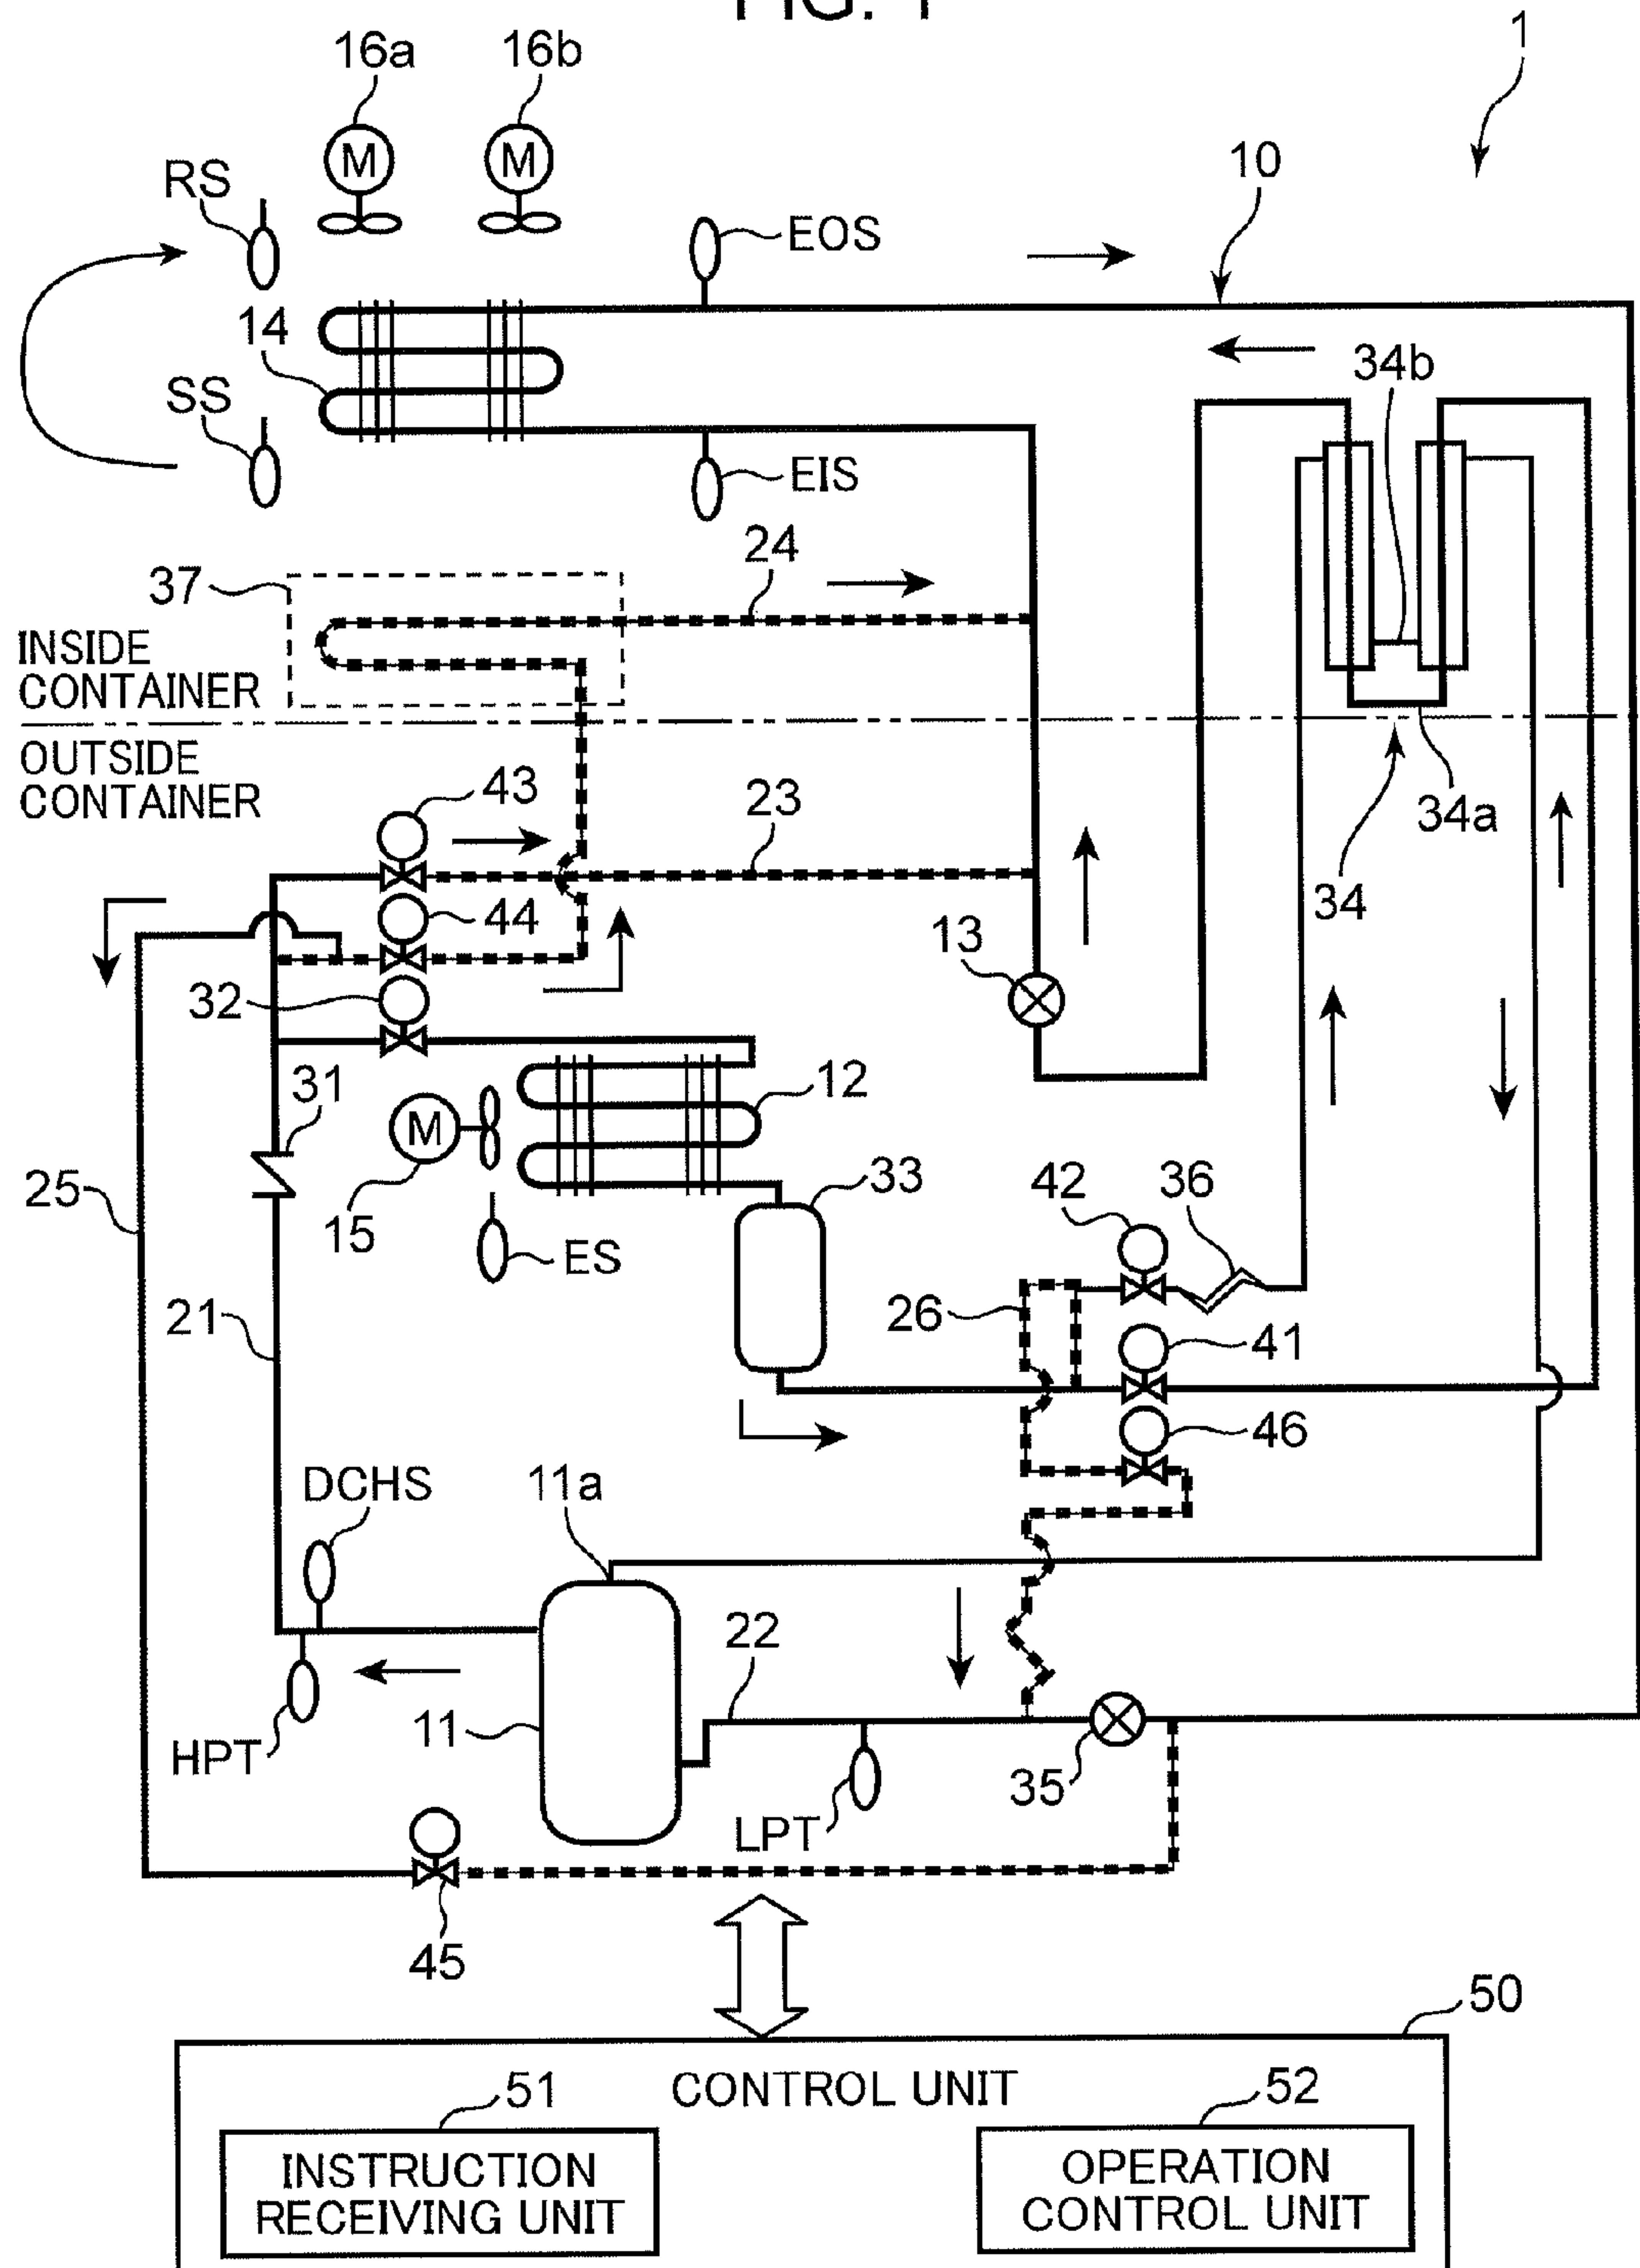 FIG. 1
1
16a
16b
M
M
RS
10
EOS
14
34b
SS
EIS
24
37
INSIDE
CONTAINER
OUTSIDE
CONTAINER
43
23
34a
44
34
13
32
31
12
M
25
33
42
36
15
ES
26
21
41
46
DCHS
11a
22
11
HPT
35
LPT
45
50
CONTROL UNIT
51
52
INSTRUCTION
RECEIVING UNIT
OPERATION
CONTROL UNIT